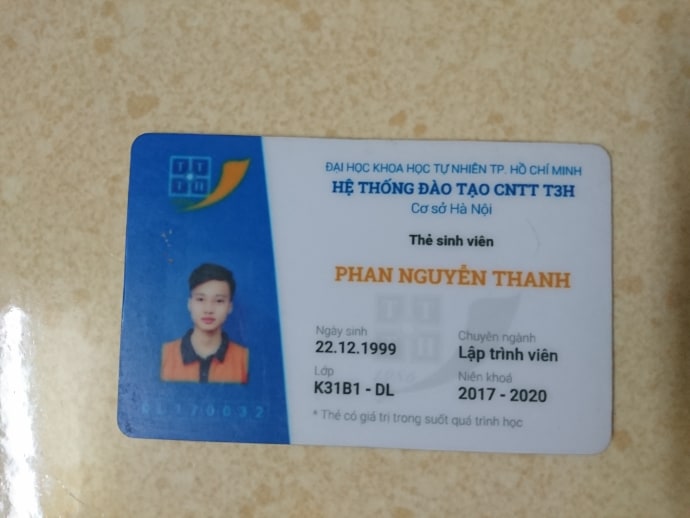 ĐẠI HỌC KHOA HỌC TỰ NHIÊN TP. HỒ CHÍ MINH
HỆ THỐNG ĐÀO TẠO CNTT T3H
Cơ sở Hà Nội
Thẻ sinh viên
PHAN NGUYỄN THANH
Ngày sinh
22.12.1999
Chuyên ngành
Lập trình viên
Lớp
K31B1 - DL
Niên khoá
2017 - 2020
* Thẻ có giá trị trong suốt quá trình học